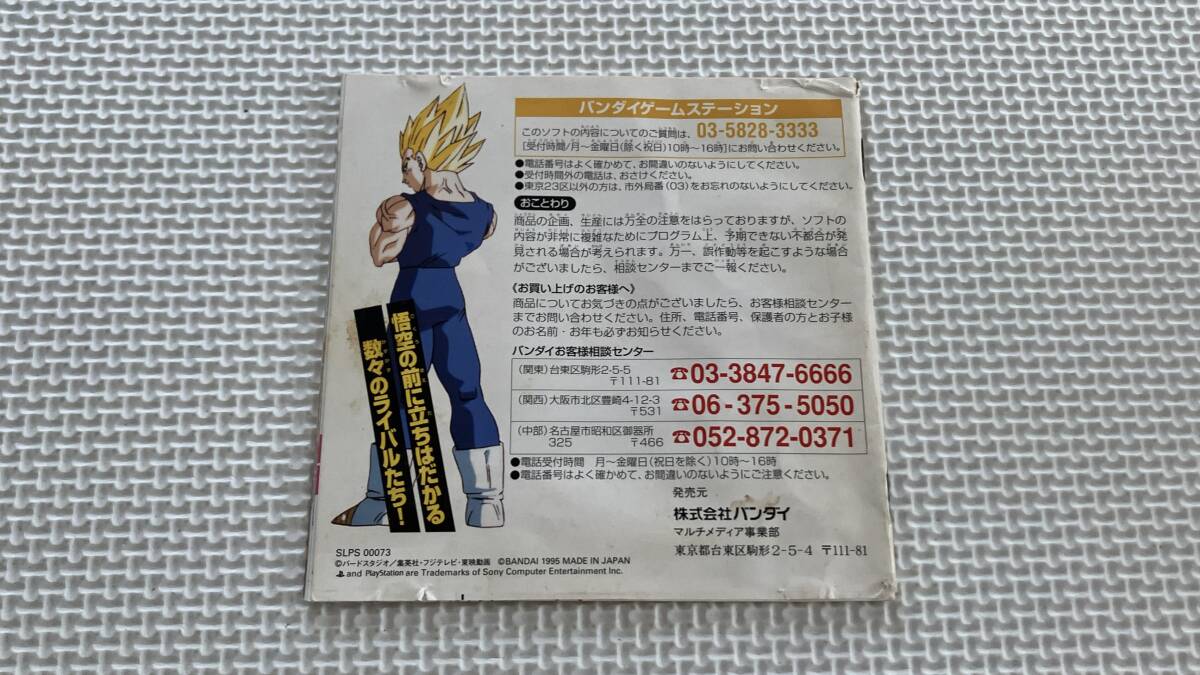 バンダイゲームステーション
このソフトの内容についてのご質問は、03-5828-3333
[受付時間/月〜金曜日(除く祝日)10時〜16時]にお問い合わせください。
●電話番号はよく確かめて、お間違いのないようにしてください。
●受付時間外の電話は、おさけください。
●東京23区以外の方は、市外局番(03)をお忘れのないようにしてください。
おことわり
商品の企画、生産には万全の注意をはらっておりますが、ソフトの
内容が非常に複雑なためにプログラム上、予期できない不都合が発
見される場合が考えられます。万一、誤作動等を起こすような場合
がございましたら、相談センターまでご一報ください。
《お買い上げのお客様へ》
商品についてお気づきの点がございましたら、お客様相談センター
までお問い合わせください。住所、電話番号、保護者の方とお子様
のお名前・お年も必ずお知らせください。
バンダイお客様相談センター
(関東)台東区駒形2-5-5
〒111-81
☎03-3847-6666
(関西)大阪市北区豊崎4-12-3
〒531
☎06-375-5050
(中部)名古屋市昭和区御器所
325 〒466
☎052-872-0371
●電話受付時間 月〜金曜日(祝日を除く)10時〜16時
●電話番号はよく確かめて、お間違いのないようにご注意ください。
発売元
株式会社バンダイ
マルチメディア事業部
東京都台東区駒形2-5-4 〒111-81
悟空の前に立ちはだかる
数々のライバルたち!
SLPS 00073
©バードスタジオ/集英社・フジテレビ・東映動画 ©BANDAI 1995 MADE IN JAPAN
and PlayStation are Trademarks of Sony Computer Entertainment Inc.